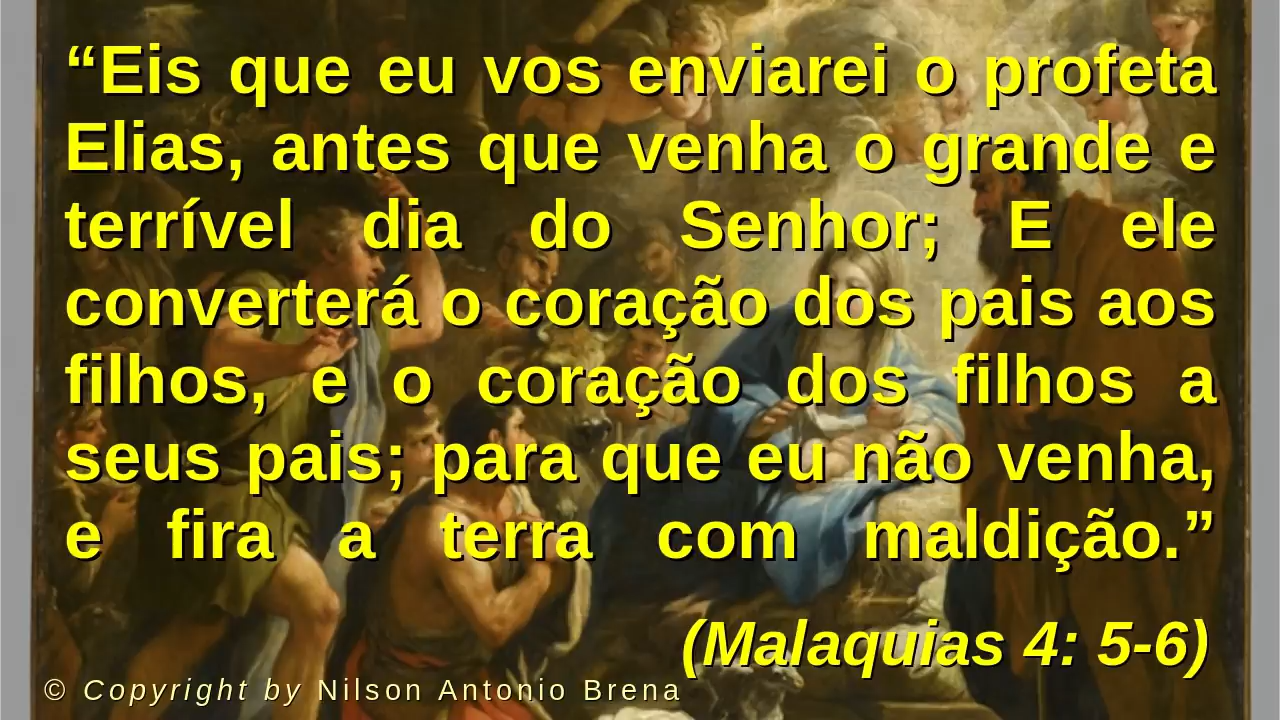 “Eis que eu vos enviarei o profeta
Elias, antes que venha o grande e
terrível dia do Senhor; E ele
converterá o coração dos pais aos
filhos, e o coração dos filhos a
seus pais; para que eu não venha,
e fira a terra com maldição.”
(Malaquias 4: 5-6)
© Copyright by Nilson Antonio Brena